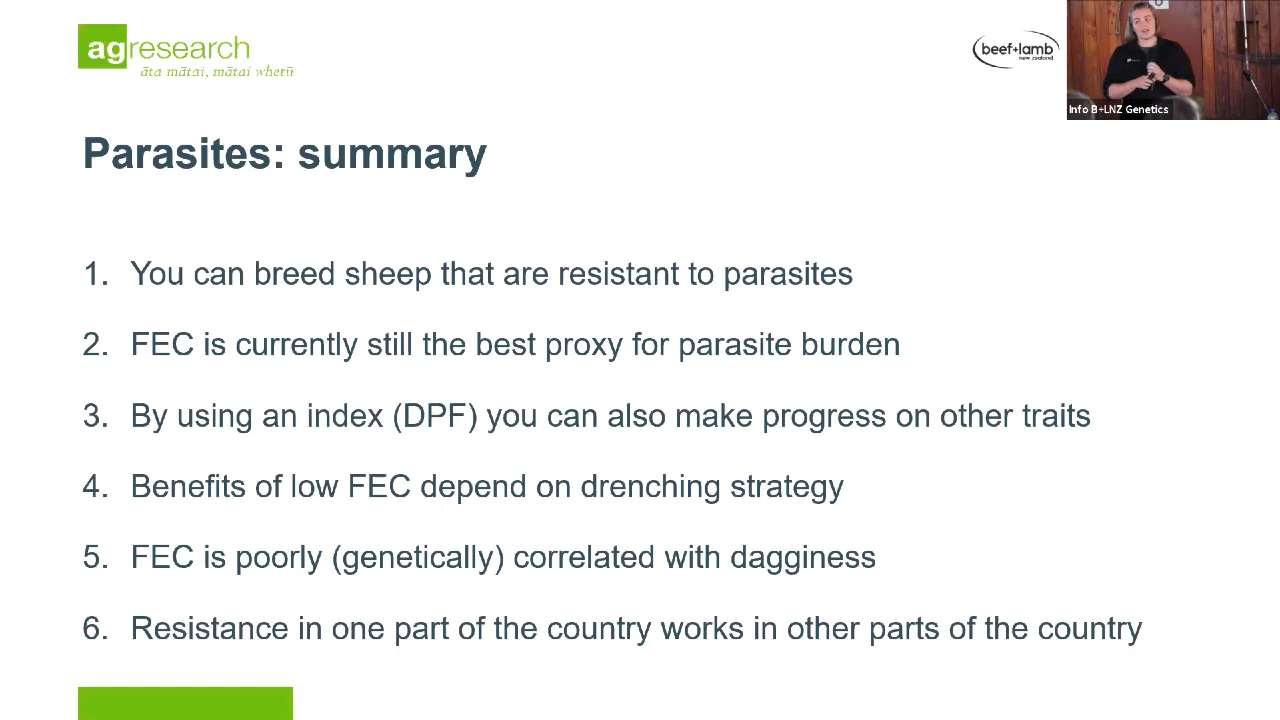 agresearch
āta mātai, mātai whetū
beef+lamb
new zealand
Info B+LNZ Genetics
Parasites: summary
1. You can breed sheep that are resistant to parasites
2. FEC is currently still the best proxy for parasite burden
3. By using an index (DPF) you can also make progress on other traits
4. Benefits of low FEC depend on drenching strategy
5. FEC is poorly (genetically) correlated with dagginess
6. Resistance in one part of the country works in other parts of the country